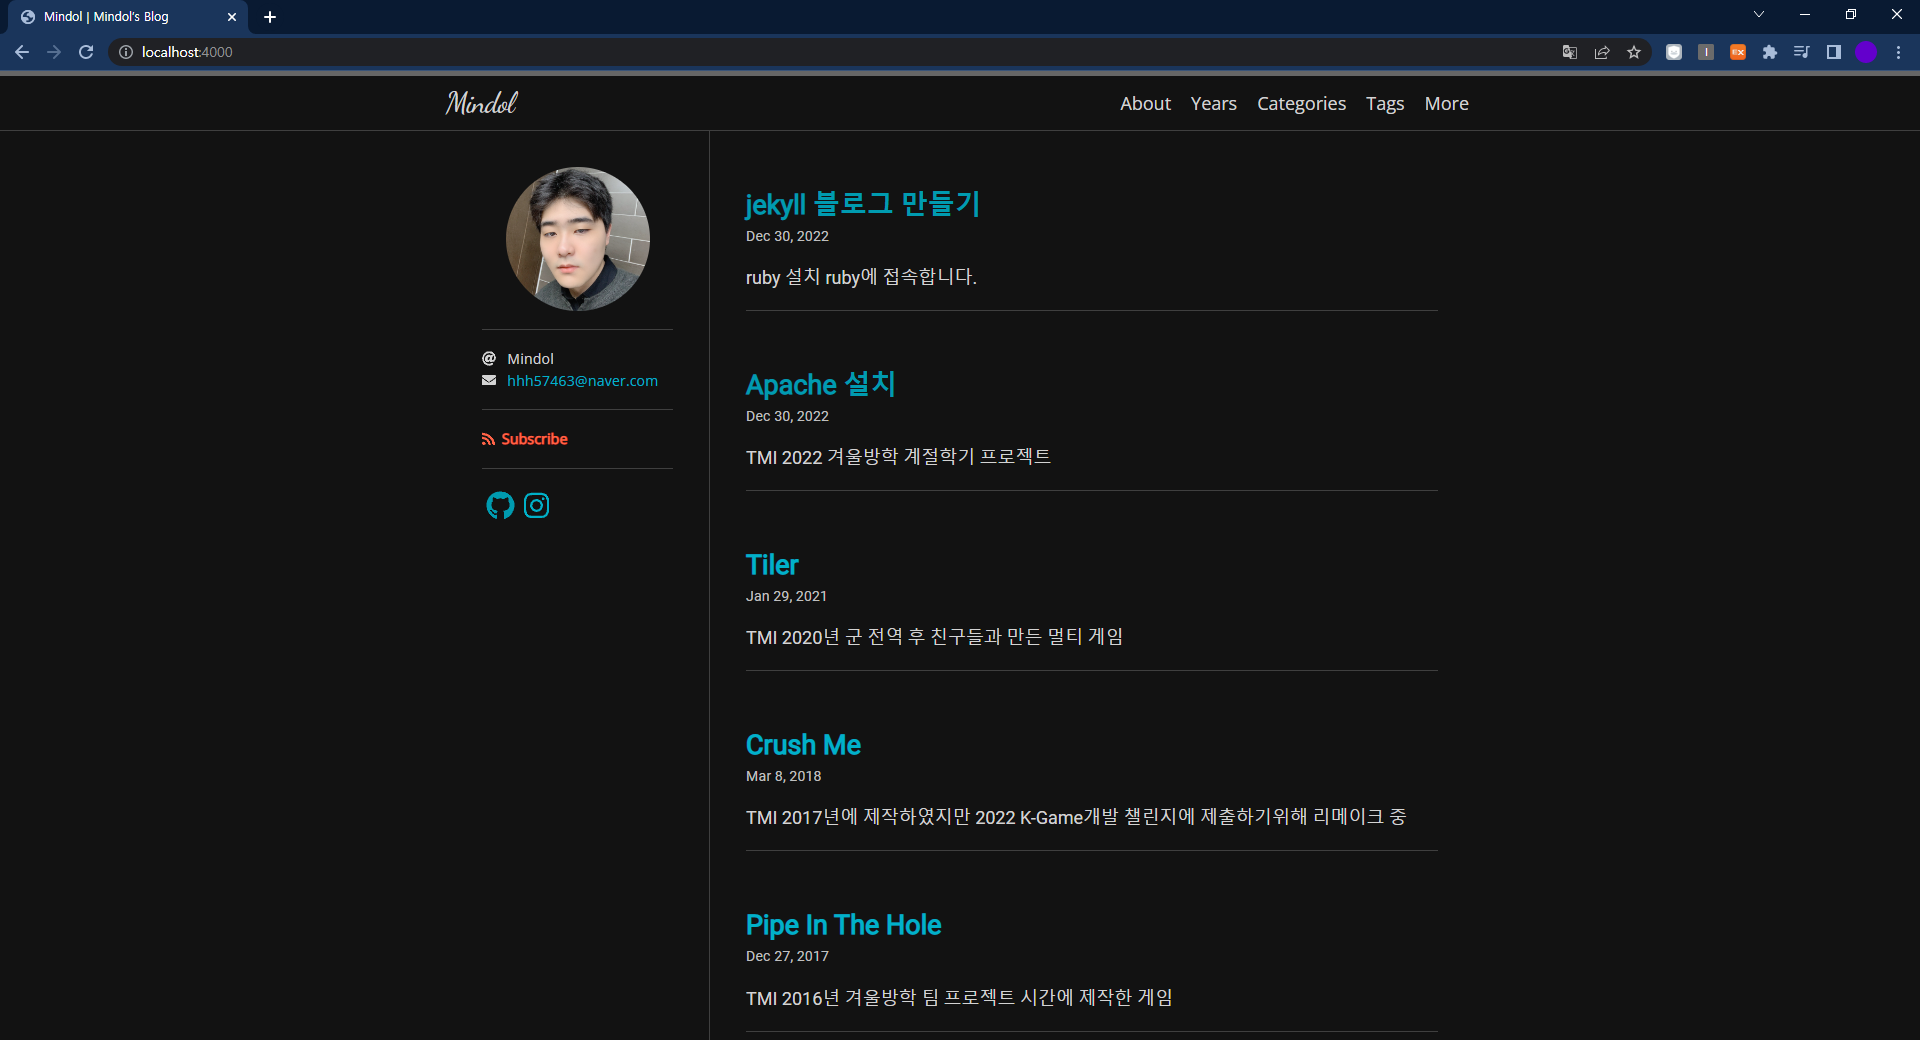 Mindol | Mindol's Blog
localhost:4000
Mindol
About Years Categories Tags More
Mindol
hhh57463@naver.com
Subscribe
jekyll 블로그 만들기
Dec 30, 2022
ruby 설치 ruby에 접속합니다.
Apache 설치
Dec 30, 2022
TMI 2022 겨울방학 계절학기 프로젝트
Tiler
Jan 29, 2021
TMI 2020년 군 전역 후 친구들과 만든 멀티 게임
Crush Me
Mar 8, 2018
TMI 2017년에 제작하였지만 2022 K-Game개발 챌린지에 제출하기위해 리메이크 중
Pipe In The Hole
Dec 27, 2017
TMI 2016년 겨울방학 팀 프로젝트 시간에 제작한 게임